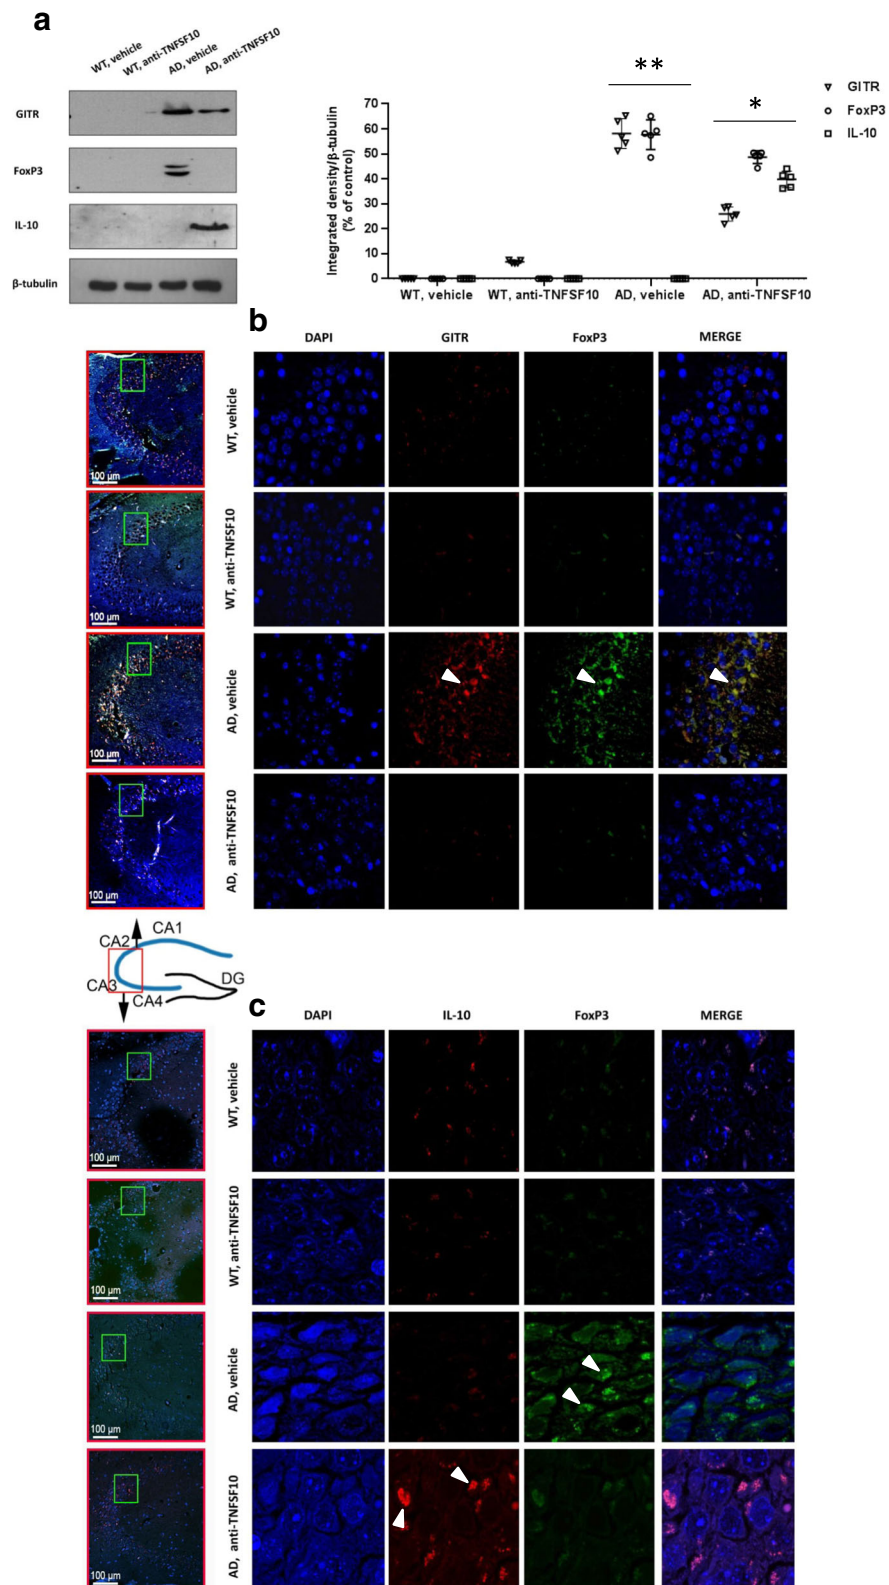 a
WT, vehicle
WT, anti-TNFSF10
AD, vehicle
AD, anti-TNFSF10
GITR
FoxP3
IL-10
β-tubulin
Integrated density/β-tubulin
(% of control)
70
60
50
40
30
20
10
0
**
*
GITR
FoxP3
IL-10
WT, vehicle
WT, anti-TNFSF10
AD, vehicle
AD, anti-TNFSF10
b
DAPI
GITR
FoxP3
MERGE
100 µm
WT, vehicle
100 µm
WT, anti-TNFSF10
100 µm
AD, vehicle
100 µm
AD, anti-TNFSF10
CA1
CA2
CA3
CA4
DG
c
DAPI
IL-10
FoxP3
MERGE
100 µm
WT, vehicle
100 µm
WT, anti-TNFSF10
100 µm
AD, vehicle
100 µm
AD, anti-TNFSF10